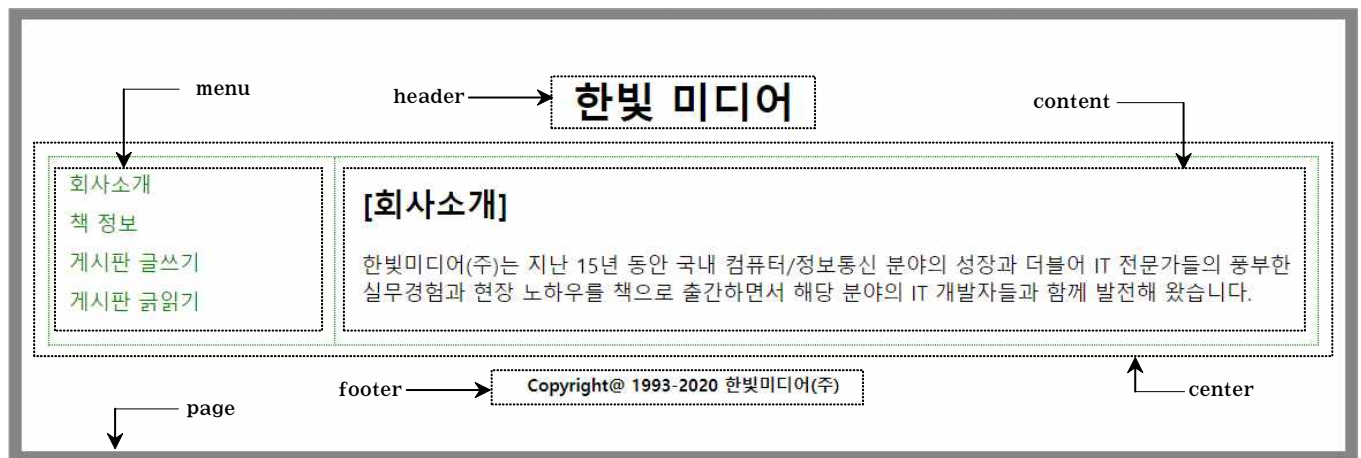 menu
header
한빛 미디어
content
회사소개
책 정보
게시판 글쓰기
게시판 긁읽기
[회사소개]
한빛미디어(주)는 지난 15년 동안 국내 컴퓨터/정보통신 분야의 성장과 더블어 IT 전문가들의 풍부한
실무경험과 현장 노하우를 책으로 출간하면서 해당 분야의 IT 개발자들과 함께 발전해 왔습니다.
footer
Copyright@ 1993-2020 한빛미디어(주)
center
page